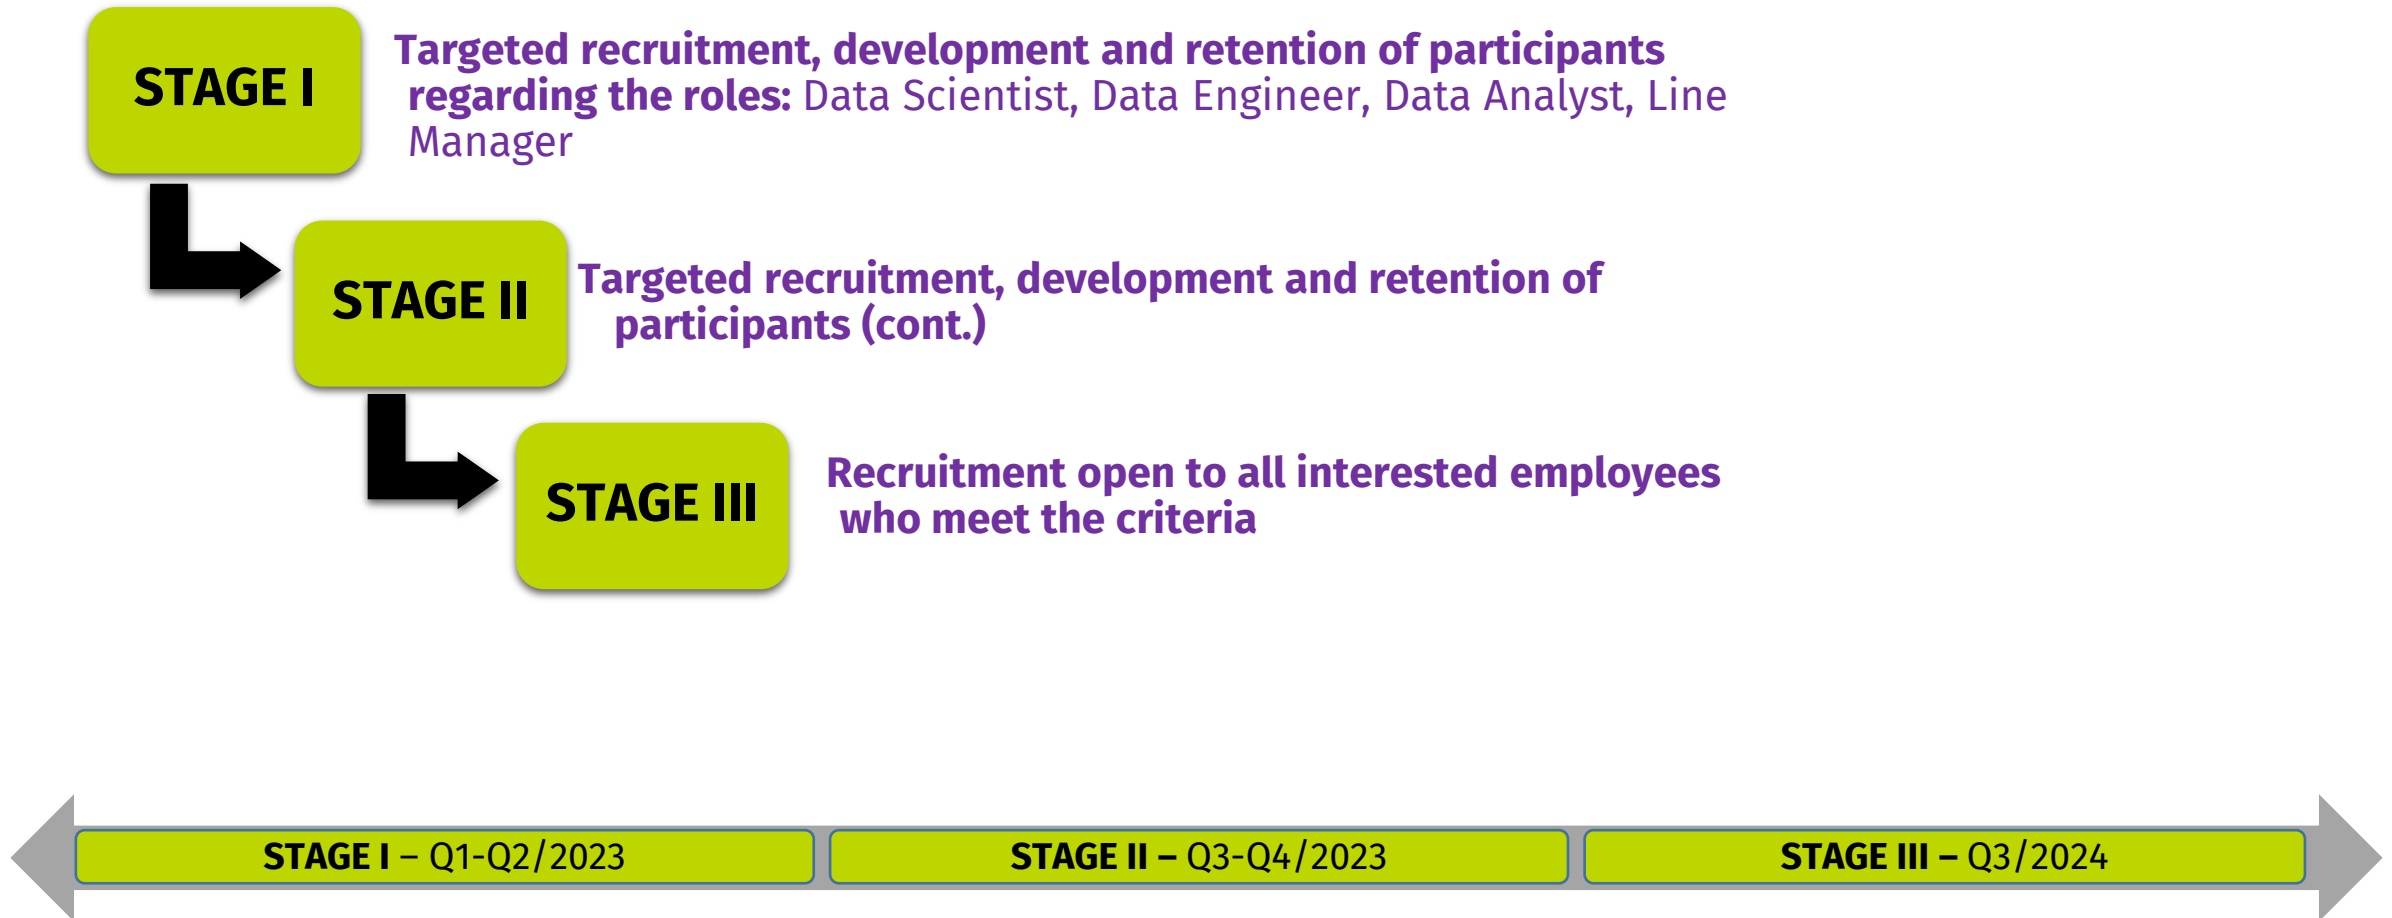 STAGE I
Targeted recruitment, development and retention of participants
regarding the roles: Data Scientist, Data Engineer, Data Analyst, Line
Manager
STAGE II
Targeted recruitment, development and retention of
participants (cont.)
STAGE III
Recruitment open to all interested employees
who meet the criteria
STAGE I – Q1-Q2/2023
STAGE II – Q3-Q4/2023
STAGE III – Q3/2024